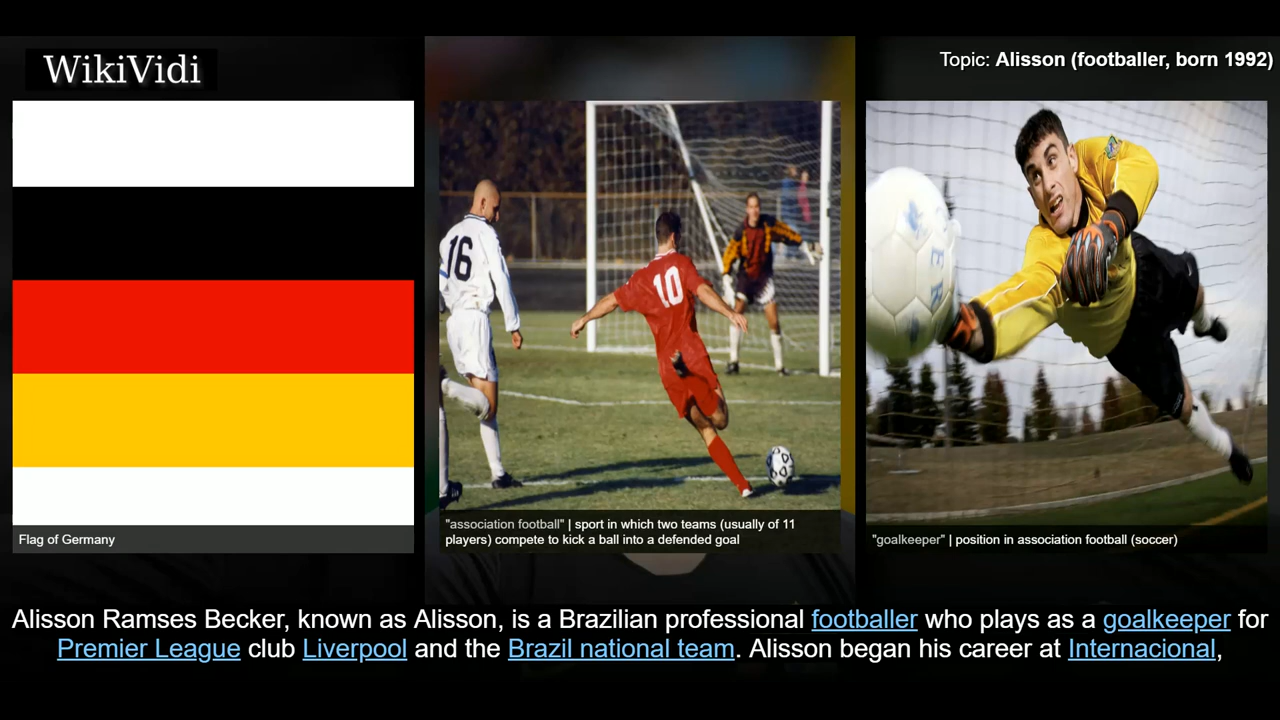 WikiVidi
Topic: Alisson (footballer, born 1992)
16
10
Flag of Germany
"association football" | sport in which two teams (usually of 11
players) compete to kick a ball into a defended goal
"goalkeeper" | position in association football (soccer)
Alisson Ramses Becker, known as Alisson, is a Brazilian professional footballer who plays as a goalkeeper for
Premier League club Liverpool and the Brazil national team. Alisson began his career at Internacional,